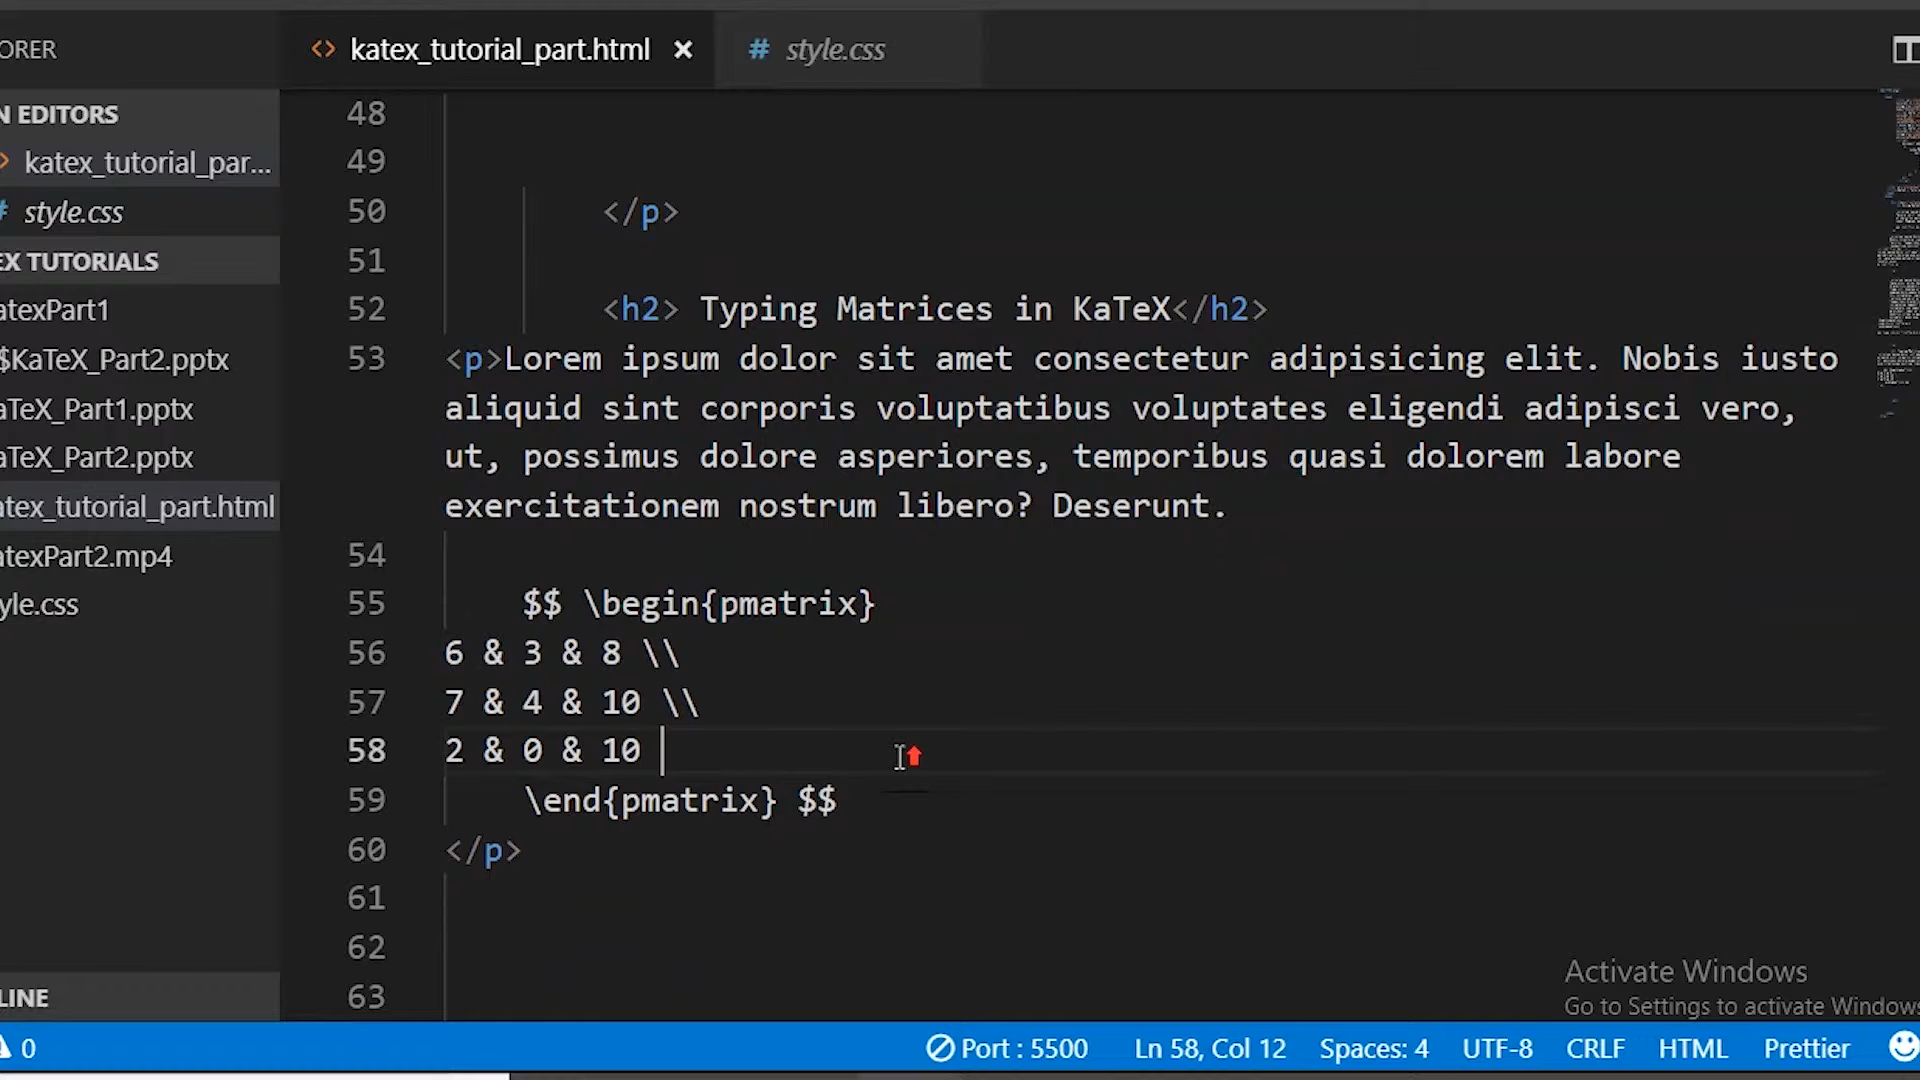 ORER
katex_tutorial_part.html ×
# style.css
N EDITORS
katex_tutorial_par...
# style.css
EX TUTORIALS
atexPart1
$KaTeX_Part2.pptx
aTeX_Part1.pptx
aTeX_Part2.pptx
atex_tutorial_part.html
atexPart2.mp4
yle.css
LINE
48
49
50 </p>
51
52 <h2> Typing Matrices in KaTeX</h2>
53 <p>Lorem ipsum dolor sit amet consectetur adipisicing elit. Nobis iusto
aliquid sint corporis voluptatibus voluptates eligendi adipisci vero,
ut, possimus dolore asperiores, temporibus quasi dolorem labore
exercitationem nostrum libero? Deserunt.
54
55 $$ \begin{pmatrix}
56 6 & 3 & 8 \\
57 7 & 4 & 10 \\
58 2 & 0 & 10
59 \end{pmatrix} $$
60 </p>
61
62
63
Activate Windows
Go to Settings to activate Windows
0 Port : 5500 Ln 58, Col 12 Spaces: 4 UTF-8 CRLF HTML Prettier